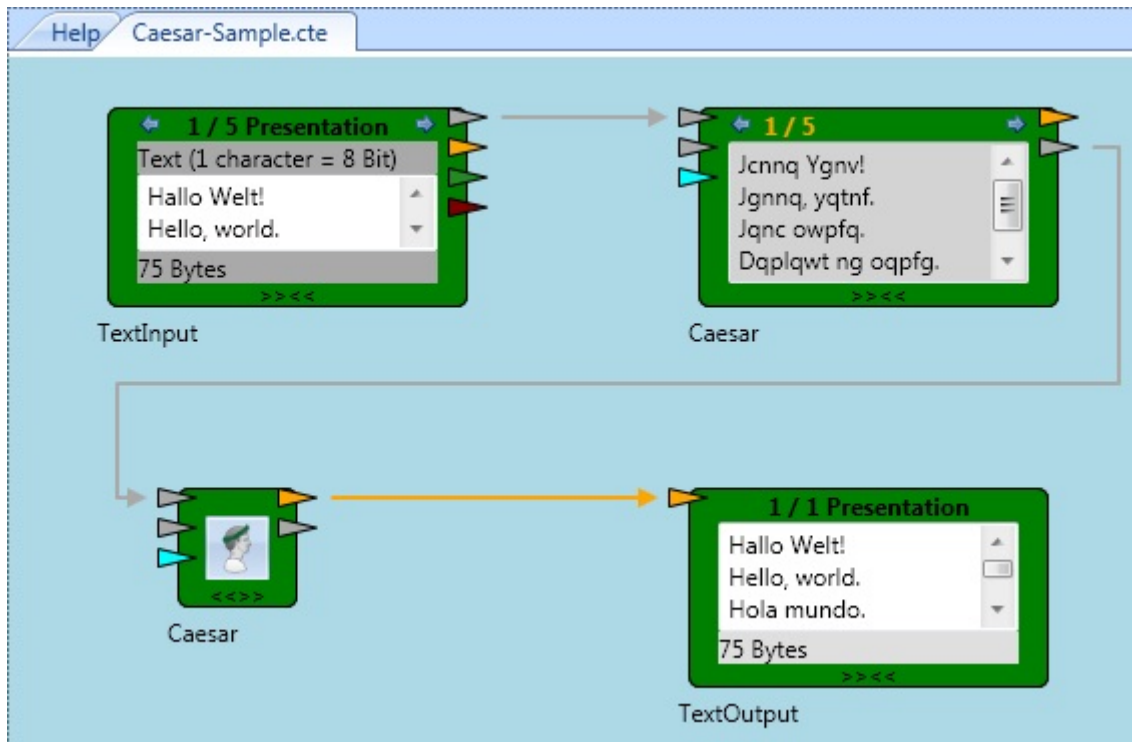 Help
Caesar-Sample.cte
1 / 5 Presentation
Text (1 character = 8 Bit)
Hallo Welt!
Hello, world.
75 Bytes
>><<
TextInput
1 / 5
Jcnnq Ygnv!
Jgnnq, yqtnf.
Jqnc owpfq.
Dqplqwt ng oqpfg.
>><<
Caesar
<<>>
Caesar
1 / 1 Presentation
Hallo Welt!
Hello, world.
Hola mundo.
75 Bytes
>><<
TextOutput